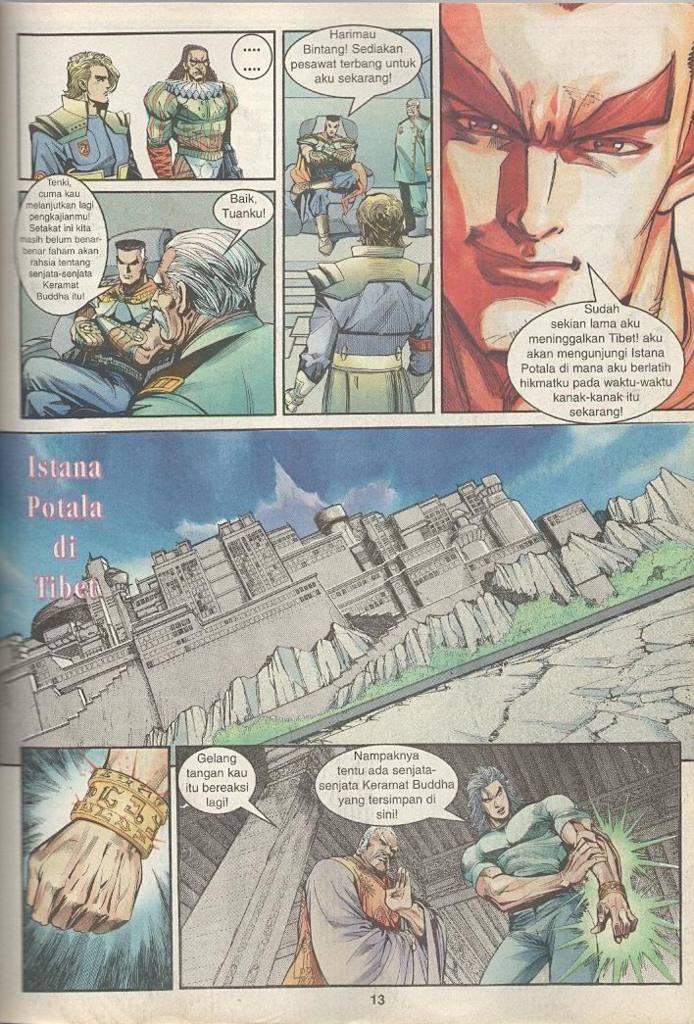 ....
....
Tenki,
cuma kau
melanjutkan lagi
pengkajianmu!
Setakat ini kita
masih belum benar-
benar faham akan
rahsia tentang
senjata-senjata
Keramat
Buddha itu!
Baik,
Tuanku!
Harimau
Bintang! Sediakan
pesawat terbang untuk
aku sekarang!
Sudah
sekian lama aku
meninggalkan Tibet! aku
akan mengunjungi Istana
Potala di mana aku berlatih
hikmatku pada waktu-waktu
kanak-kanak itu
sekarang!
Istana
Potala
di
Tibet
Gelang
tangan kau
itu bereaksi
lagi!
Nampaknya
tentu ada senjata-
senjata Keramat Buddha
yang tersimpan di
sini!
13